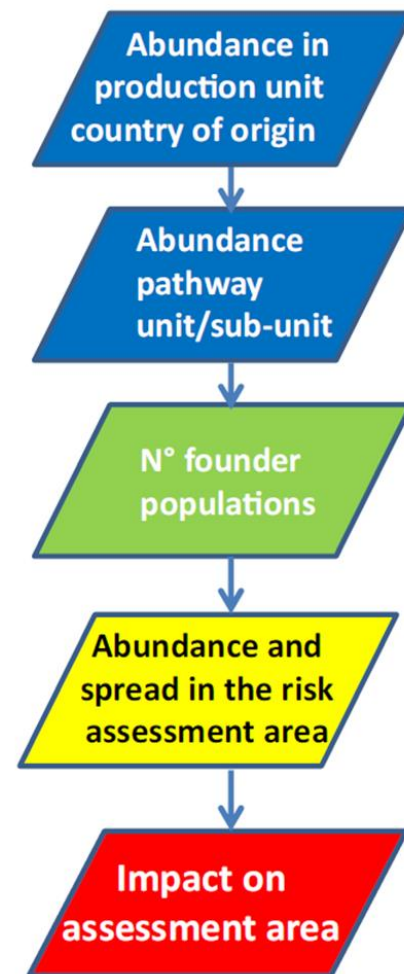 Abundance in
production unit
country of origin
Abundance
pathway
unit/sub-unit
N° founder
populations
Abundance and
spread in the risk
assessment area
Impact on
assessment area